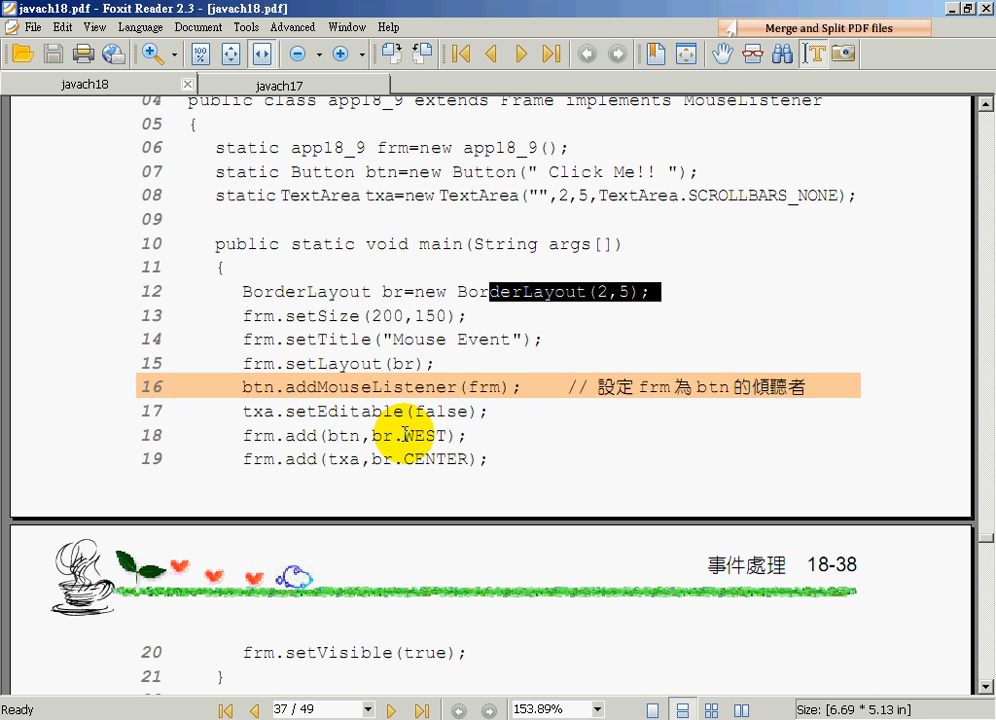 javach18.pdf - Foxit Reader 2.3 - [javach18.pdf]
File Edit View Language Document Tools Advanced Window Help
Merge and Split PDF files
javach18 javach17
04 public class app18_9 extends Frame implements MouseListener
05 {
06 static app18_9 frm=new app18_9();
07 static Button btn=new Button(" Click Me!! ");
08 static TextArea txa=new TextArea("",2,5,TextArea.SCROLLBARS_NONE);
09
10 public static void main(String args[])
11 {
12 BorderLayout br=new BorderLayout(2,5);
13 frm.setSize(200,150);
14 frm.setTitle("Mouse Event");
15 frm.setLayout(br);
16 btn.addMouseListener(frm); // 設定 frm 為 btn 的傾聽者
17 txa.setEditable(false);
18 frm.add(btn,br.WEST);
19 frm.add(txa,br.CENTER);
事件處理 18-38
20 frm.setVisible(true);
21 }
Ready 37 / 49 153.89% Size: [6.69 * 5.13 in]